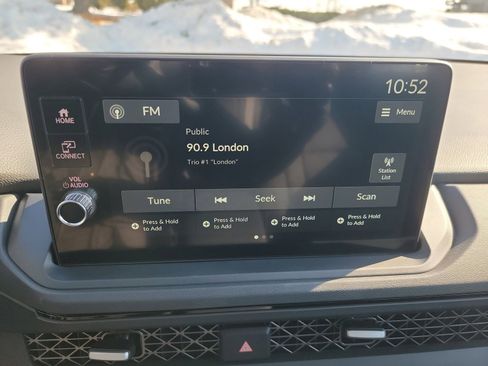 10:52
HOME
FM
Menu
CONNECT
Public
90.9 London
Trio #1 "London"
Station
List
VOL
AUDIO
Tune
Seek
Scan
Press & Hold
to Add
Press & Hold
to Add
Press & Hold
to Add
Press & Hold
to Add